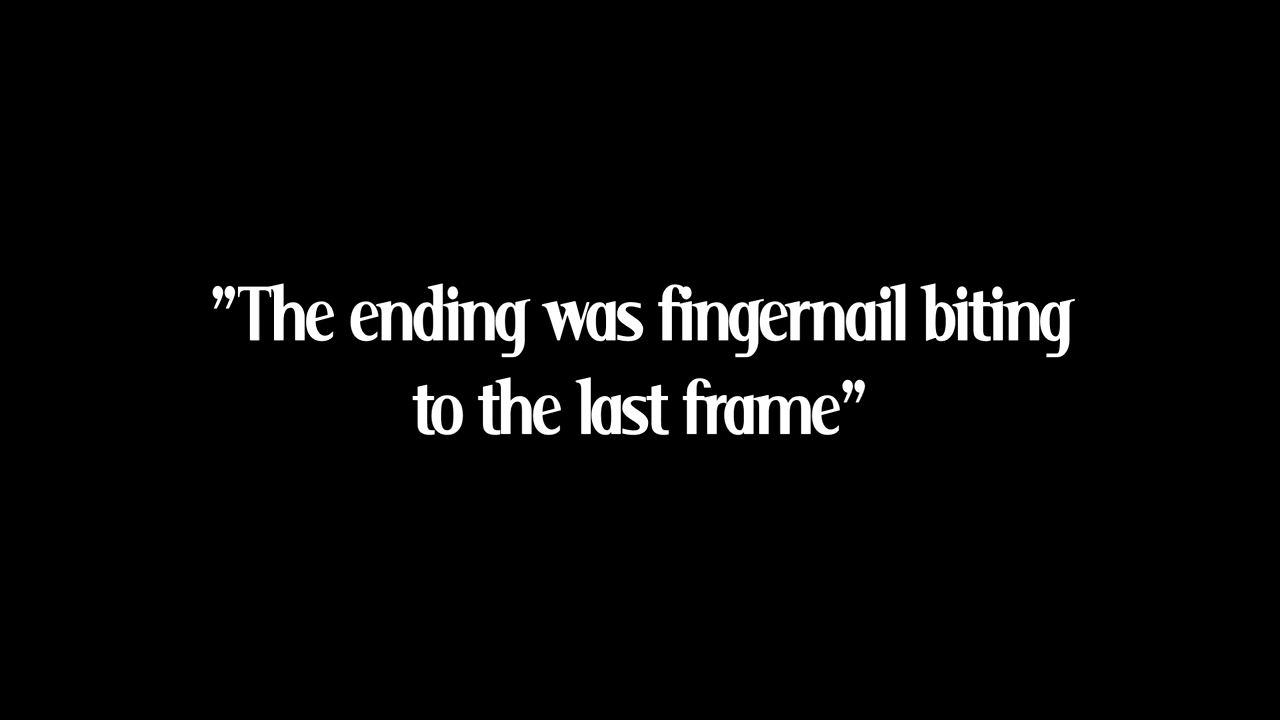 ”The ending was fingernail biting
to the last frame”